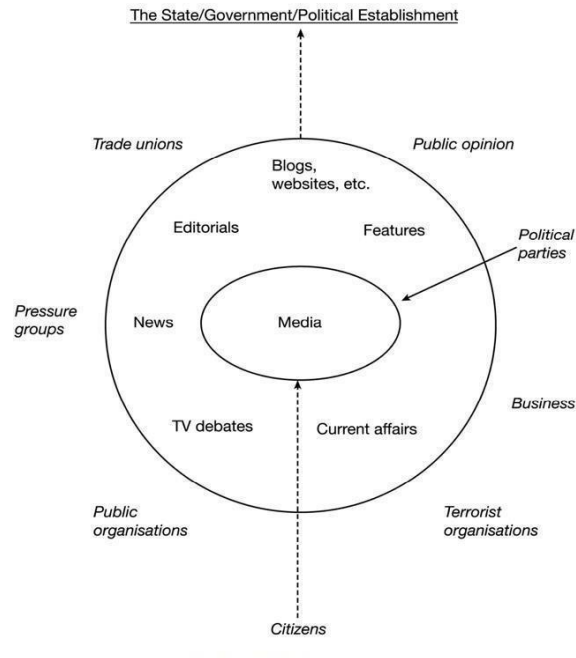 The State/Government/Political Establishment
Trade unions
Public opinion
Blogs,
websites, etc.
Editorials
Features
Political
parties
Pressure
groups
News
Media
Business
TV debates
Current affairs
Public
organisations
Terrorist
organisations
Citizens